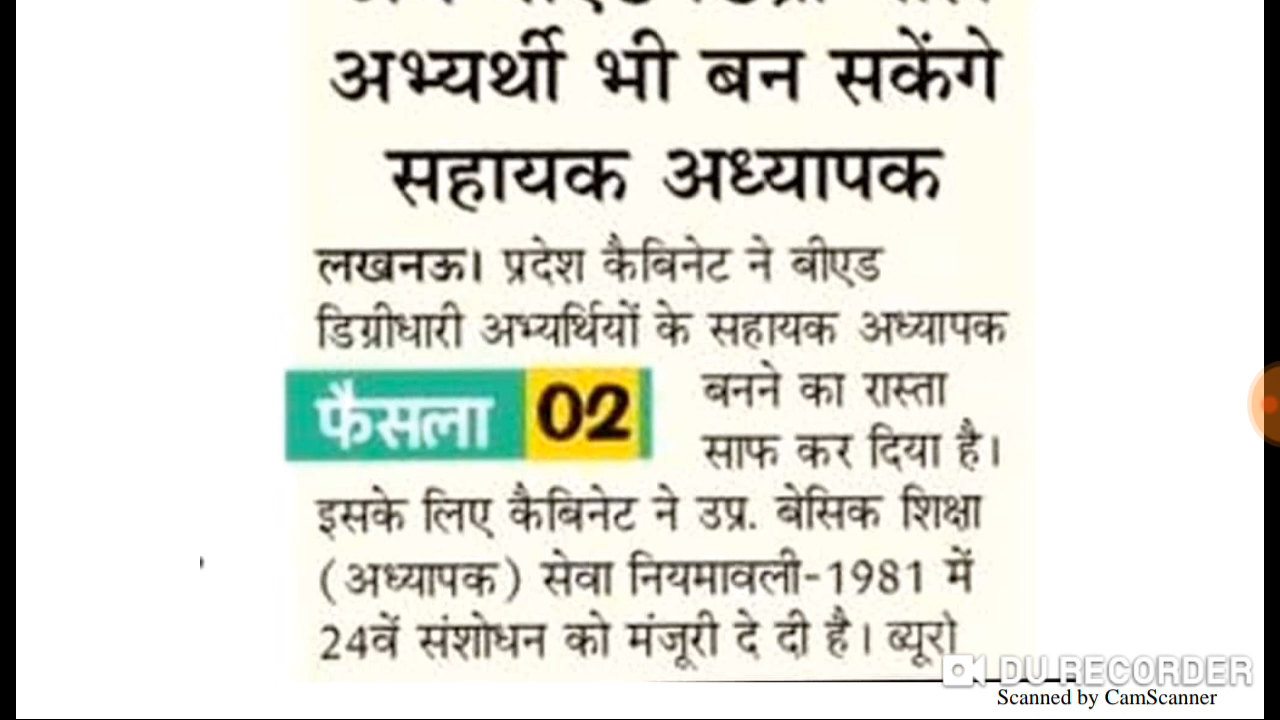 अभ्यर्थी भी बन सकेंगे
सहायक अध्यापक
लखनऊ। प्रदेश कैबिनेट ने बीएड
डिग्रीधारी अभ्यर्थियों के सहायक अध्यापक
बनने का रास्ता
फैसला 02
साफ कर दिया है।
इसके लिए कैबिनेट ने उप्र. बेसिक शिक्षा
(अध्यापक) सेवा नियमावली-1981 में
24वें संशोधन को मंजूरी दे दी है। ब्यूरो
DU RECORDER
Scanned by CamScanner